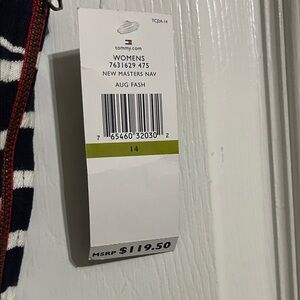 TCJA-14
tommy.com
WOMENS
7631629 475
NEW MASTERS NAV
AUG FASH
7 65460 32030 2
14
MSRP $119.50